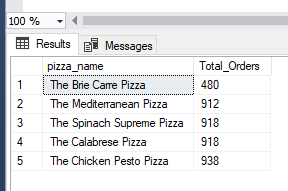 100 %
Results Messages
pizza_name Total_Orders
1 The Brie Carre Pizza 480
2 The Mediterranean Pizza 912
3 The Spinach Supreme Pizza 918
4 The Calabrese Pizza 918
5 The Chicken Pesto Pizza 938